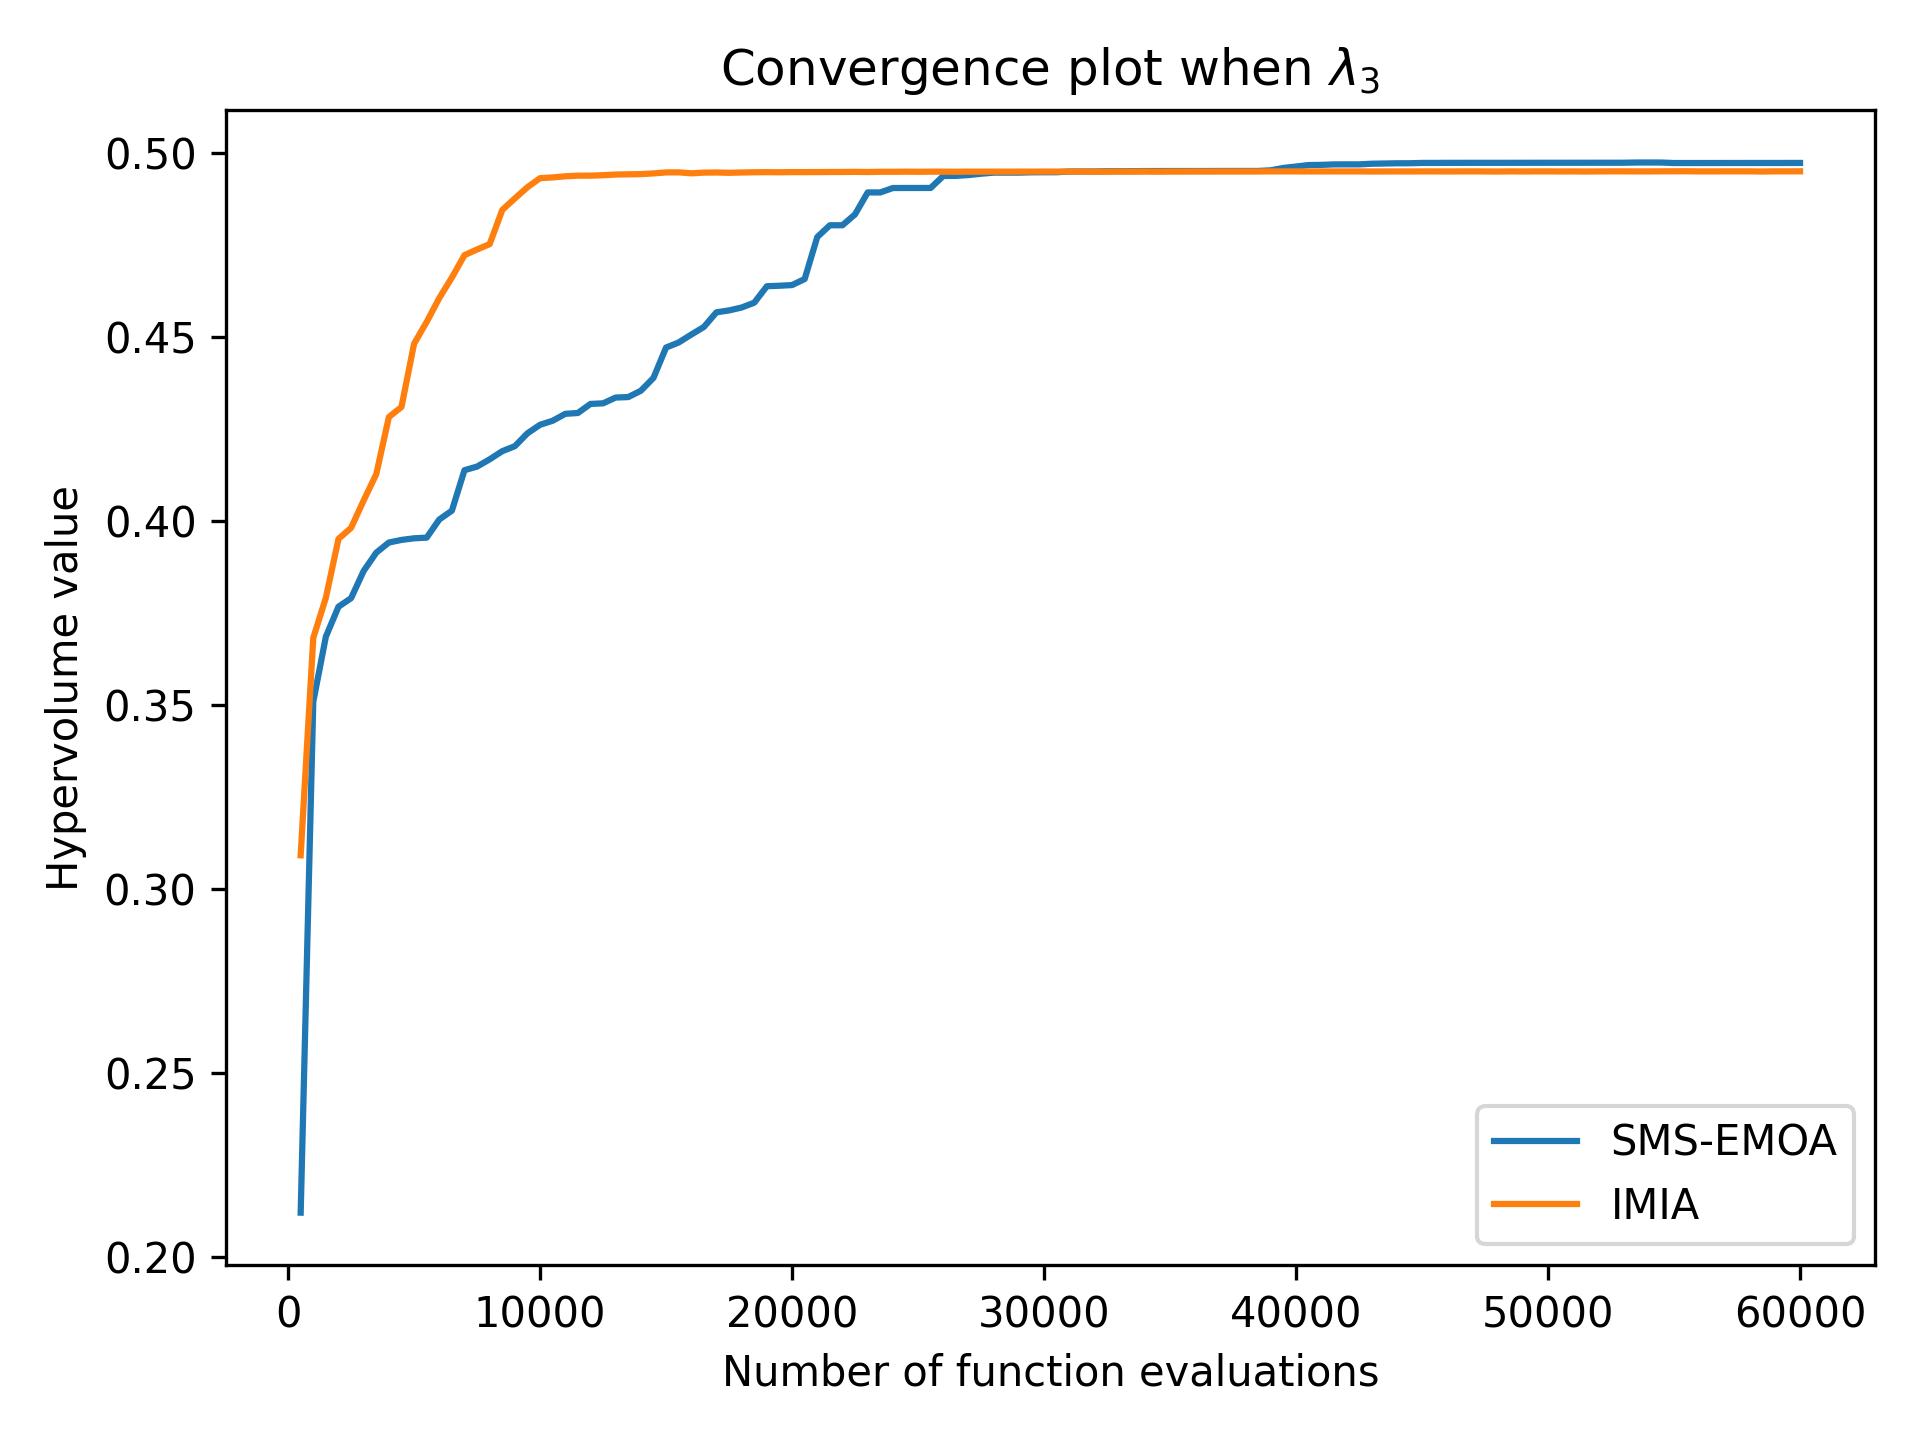 Convergence plot when λ₃
Hypervolume value
0.50
0.45
0.40
0.35
0.30
0.25
0.20
0 10000 20000 30000 40000 50000 60000
Number of function evaluations
SMS-EMOA
IMIA